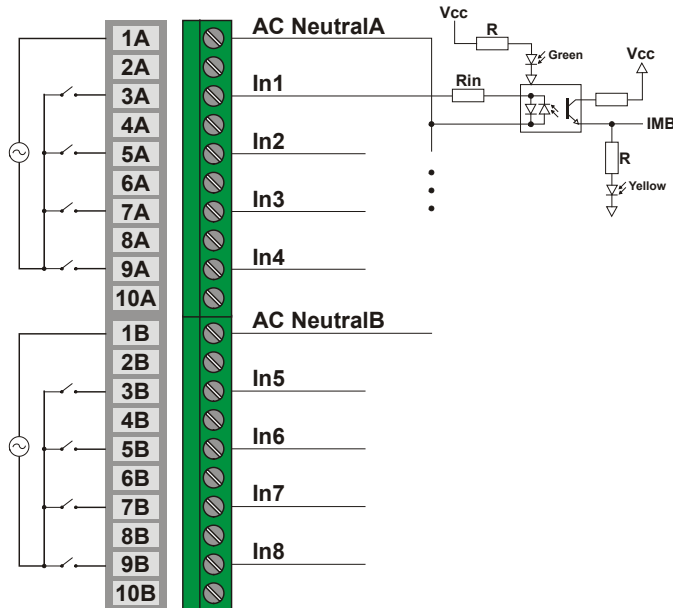 1A AC NeutralA
2A
3A In1
4A
5A In2
6A
7A In3
8A
9A In4
10A
1B AC NeutralB
2B
3B In5
4B
5B In6
6B
7B In7
8B
9B In8
10B
Vcc
R
Green
Vcc
Rin
IMB
R
Yellow